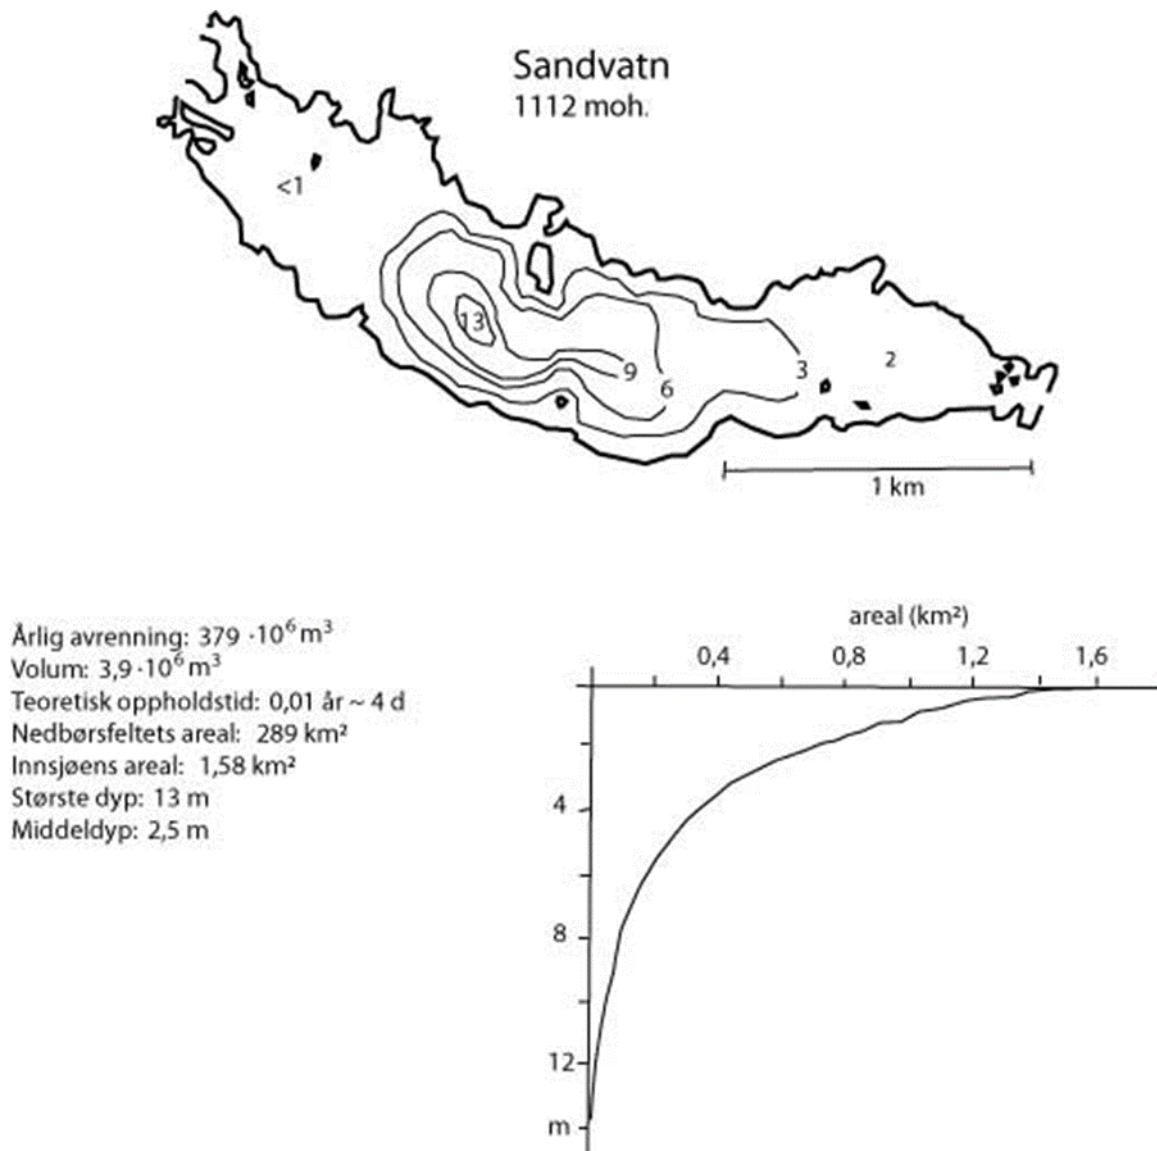 Sandvatn
1112 moh.
<1
13
9
6
3
2
1 km
Årlig avrenning: 379 ·10⁶ m³
Volum: 3,9 ·10⁶ m³
Teoretisk oppholdstid: 0,01 år ~ 4 d
Nedbørsfeltets areal: 289 km²
Innsjøens areal: 1,58 km²
Største dyp: 13 m
Middeldyp: 2,5 m
areal (km²)
0,4 0,8 1,2 1,6
4
8
12
m